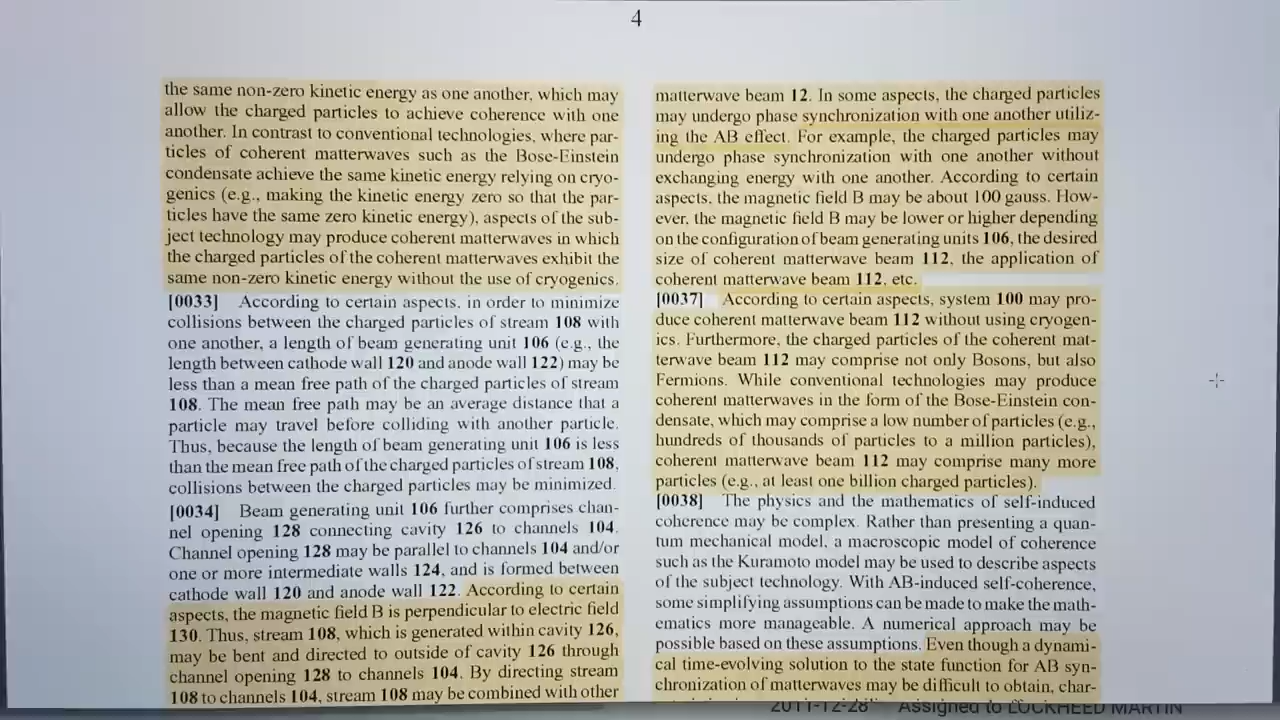 4
the same non-zero kinetic energy as one another, which may
allow the charged particles to achieve coherence with one
another. In contrast to conventional technologies, where par-
ticles of coherent matterwaves such as the Bose-Einstein
condensate achieve the same kinetic energy relying on cryo-
genics (e.g., making the kinetic energy zero so that the par-
ticles have the same zero kinetic energy), aspects of the sub-
ject technology may produce coherent matterwaves in which
the charged particles of the coherent matterwaves exhibit the
same non-zero kinetic energy without the use of cryogenics.
[0033] According to certain aspects, in order to minimize
collisions between the charged particles of stream 108 with
one another, a length of beam generating unit 106 (e.g., the
length between cathode wall 120 and anode wall 122) may be
less than a mean free path of the charged particles of stream
108. The mean free path may be an average distance that a
particle may travel before colliding with another particle.
Thus, because the length of beam generating unit 106 is less
than the mean free path of the charged particles of stream 108,
collisions between the charged particles may be minimized.
[0034] Beam generating unit 106 further comprises chan-
nel opening 128 connecting cavity 126 to channels 104.
Channel opening 128 may be parallel to channels 104 and/or
one or more intermediate walls 124, and is formed between
cathode wall 120 and anode wall 122. According to certain
aspects, the magnetic field B is perpendicular to electric field
130. Thus, stream 108, which is generated within cavity 126,
may be bent and directed to outside of cavity 126 through
channel opening 128 to channels 104. By directing stream
108 to channels 104, stream 108 may be combined with other
matterwave beam 12. In some aspects, the charged particles
may undergo phase synchronization with one another utiliz-
ing the AB effect. For example, the charged particles may
undergo phase synchronization with one another without
exchanging energy with one another. According to certain
aspects, the magnetic field B may be about 100 gauss. How-
ever, the magnetic field B may be lower or higher depending
on the configuration of beam generating units 106, the desired
size of coherent matterwave beam 112, the application of
coherent matterwave beam 112, etc.
[0037] According to certain aspects, system 100 may pro-
duce coherent matterwave beam 112 without using cryogen-
ics. Furthermore, the charged particles of the coherent mat-
terwave beam 112 may comprise not only Bosons, but also
Fermions. While conventional technologies may produce
coherent matterwaves in the form of the Bose-Einstein con-
densate, which may comprise a low number of particles (e.g.,
hundreds of thousands of particles to a million particles),
coherent matterwave beam 112 may comprise many more
particles (e.g., at least one billion charged particles).
[0038] The physics and the mathematics of self-induced
coherence may be complex. Rather than presenting a quan-
tum mechanical model, a macroscopic model of coherence
such as the Kuramoto model may be used to describe aspects
of the subject technology. With AB-induced self-coherence,
some simplifying assumptions can be made to make the math-
ematics more manageable. A numerical approach may be
possible based on these assumptions. Even though a dynami-
cal time-evolving solution to the state function for AB syn-
chronization of matterwaves may be difficult to obtain, char-
2011-12-28 Assigned to LOCKHEED MARTIN